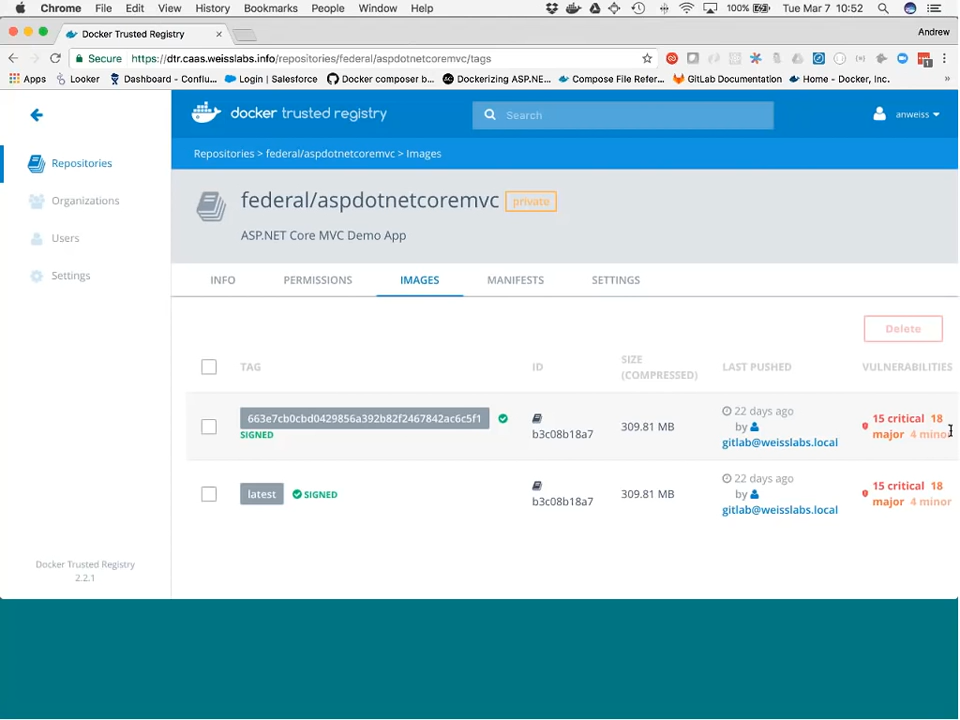 Chrome File Edit View History Bookmarks People Window Help 100% Tue Mar 7 10:52
Docker Trusted Registry × Andrew
Secure https://dtr.caas.weisslabs.info/repositories/federal/aspdotnetcoremvc/tags
Apps Looker Dashboard - Conflu... Login | Salesforce Docker composer b... Dockerizing ASP.NE... Compose File Refer... GitLab Documentation Home - Docker, Inc. »
docker trusted registry Search anweiss
Repositories > federal/aspdotnetcoremvc > Images
Repositories
Organizations
Users
Settings
federal/aspdotnetcoremvc private
ASP.NET Core MVC Demo App
INFO PERMISSIONS IMAGES MANIFESTS SETTINGS
Delete
TAG ID SIZE (COMPRESSED) LAST PUSHED VULNERABILITIES
663e7cb0cbd0429856a392b82f2467842ac6c5f1
SIGNED
b3c08b18a7
309.81 MB
22 days ago
by
gitlab@weisslabs.local
15 critical 18
major 4 minor
latest SIGNED
b3c08b18a7
309.81 MB
22 days ago
by
gitlab@weisslabs.local
15 critical 18
major 4 minor
Docker Trusted Registry
2.2.1